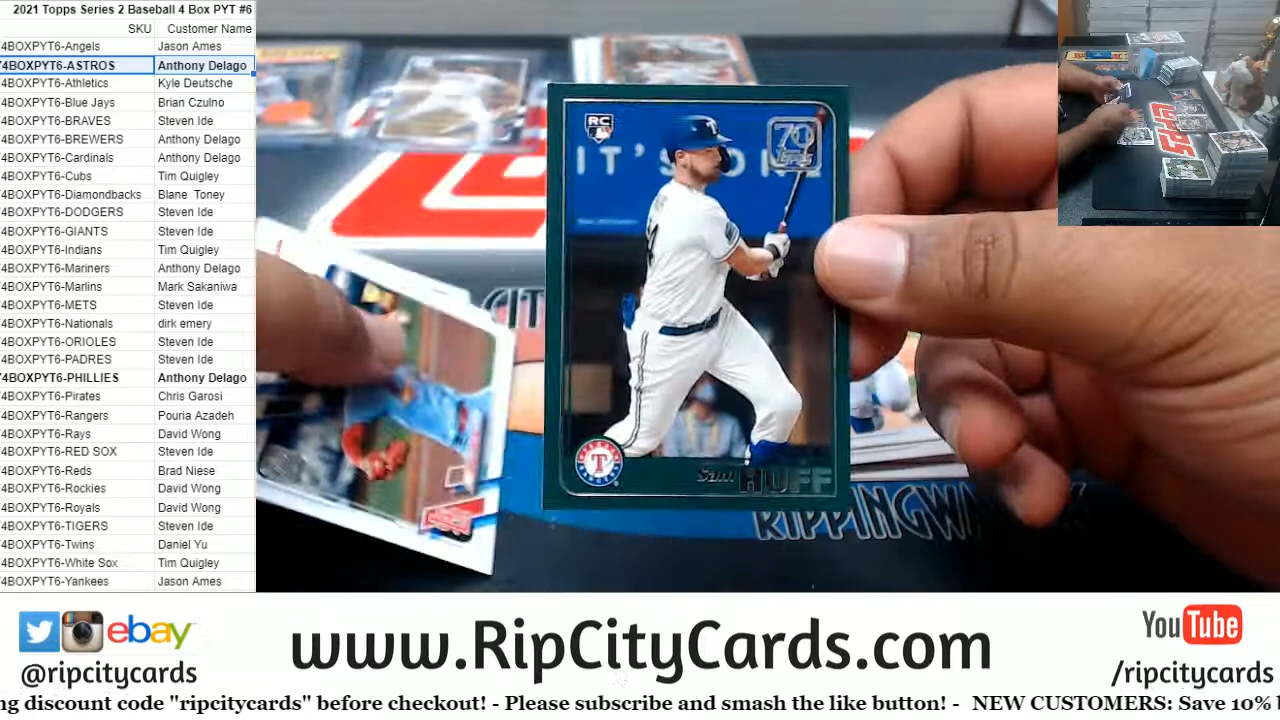 2021 Topps Series 2 Baseball 4 Box PYT #6
SKU Customer Name
4BOXPYT6-Angels Jason Ames
4BOXPYT6-ASTROS Anthony Delago
4BOXPYT6-Athletics Kyle Deutsche
4BOXPYT6-Blue Jays Brian Czulno
4BOXPYT6-BRAVES Steven Ide
4BOXPYT6-BREWERS Anthony Delago
4BOXPYT6-Cardinals Anthony Delago
4BOXPYT6-Cubs Tim Quigley
4BOXPYT6-Diamondbacks Blane Toney
4BOXPYT6-DODGERS Steven Ide
4BOXPYT6-GIANTS Steven Ide
4BOXPYT6-Indians Tim Quigley
4BOXPYT6-Mariners Anthony Delago
4BOXPYT6-Marlins Mark Sakaniwa
4BOXPYT6-METS Steven Ide
4BOXPYT6-Nationals dirk emery
4BOXPYT6-ORIOLES Steven Ide
4BOXPYT6-PADRES Steven Ide
4BOXPYT6-PHILLIES Anthony Delago
4BOXPYT6-Pirates Chris Garosi
4BOXPYT6-Rangers Pouria Azadeh
4BOXPYT6-Rays David Wong
4BOXPYT6-RED SOX Steven Ide
4BOXPYT6-Reds Brad Niese
4BOXPYT6-Rockies David Wong
4BOXPYT6-Royals David Wong
4BOXPYT6-TIGERS Steven Ide
4BOXPYT6-Twins Daniel Yu
4BOXPYT6-White Sox Tim Quigley
4BOXPYT6-Yankees Jason Ames
RC
70
Topps
IT'S
T
Sam HUFF
ebay
@ripcitycards
www.RipCityCards.com
YouTube
/ripcitycards
ng discount code "ripcitycards" before checkout! - Please subscribe and smash the like button! - NEW CUSTOMERS: Save 10%